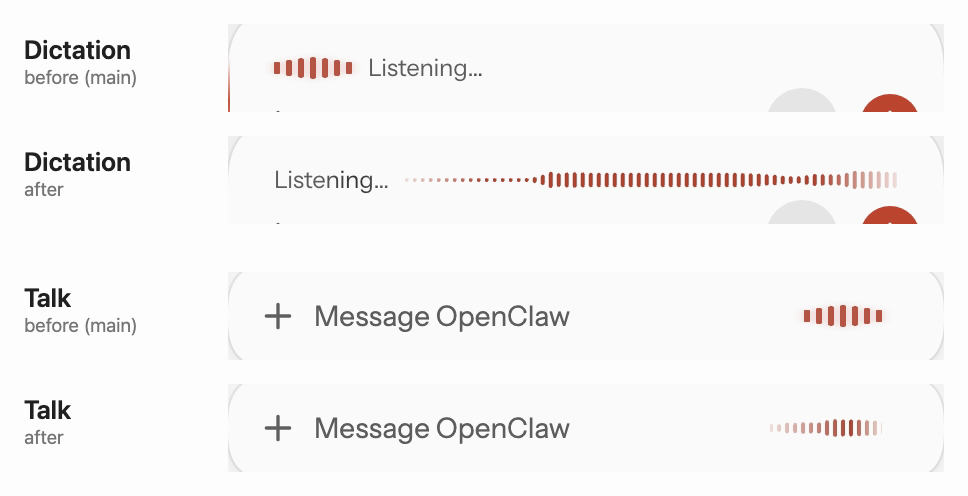 Dictation
before (main)
Listening...
Dictation
after
Listening...
Talk
before (main)
Message OpenClaw
Talk
after
Message OpenClaw